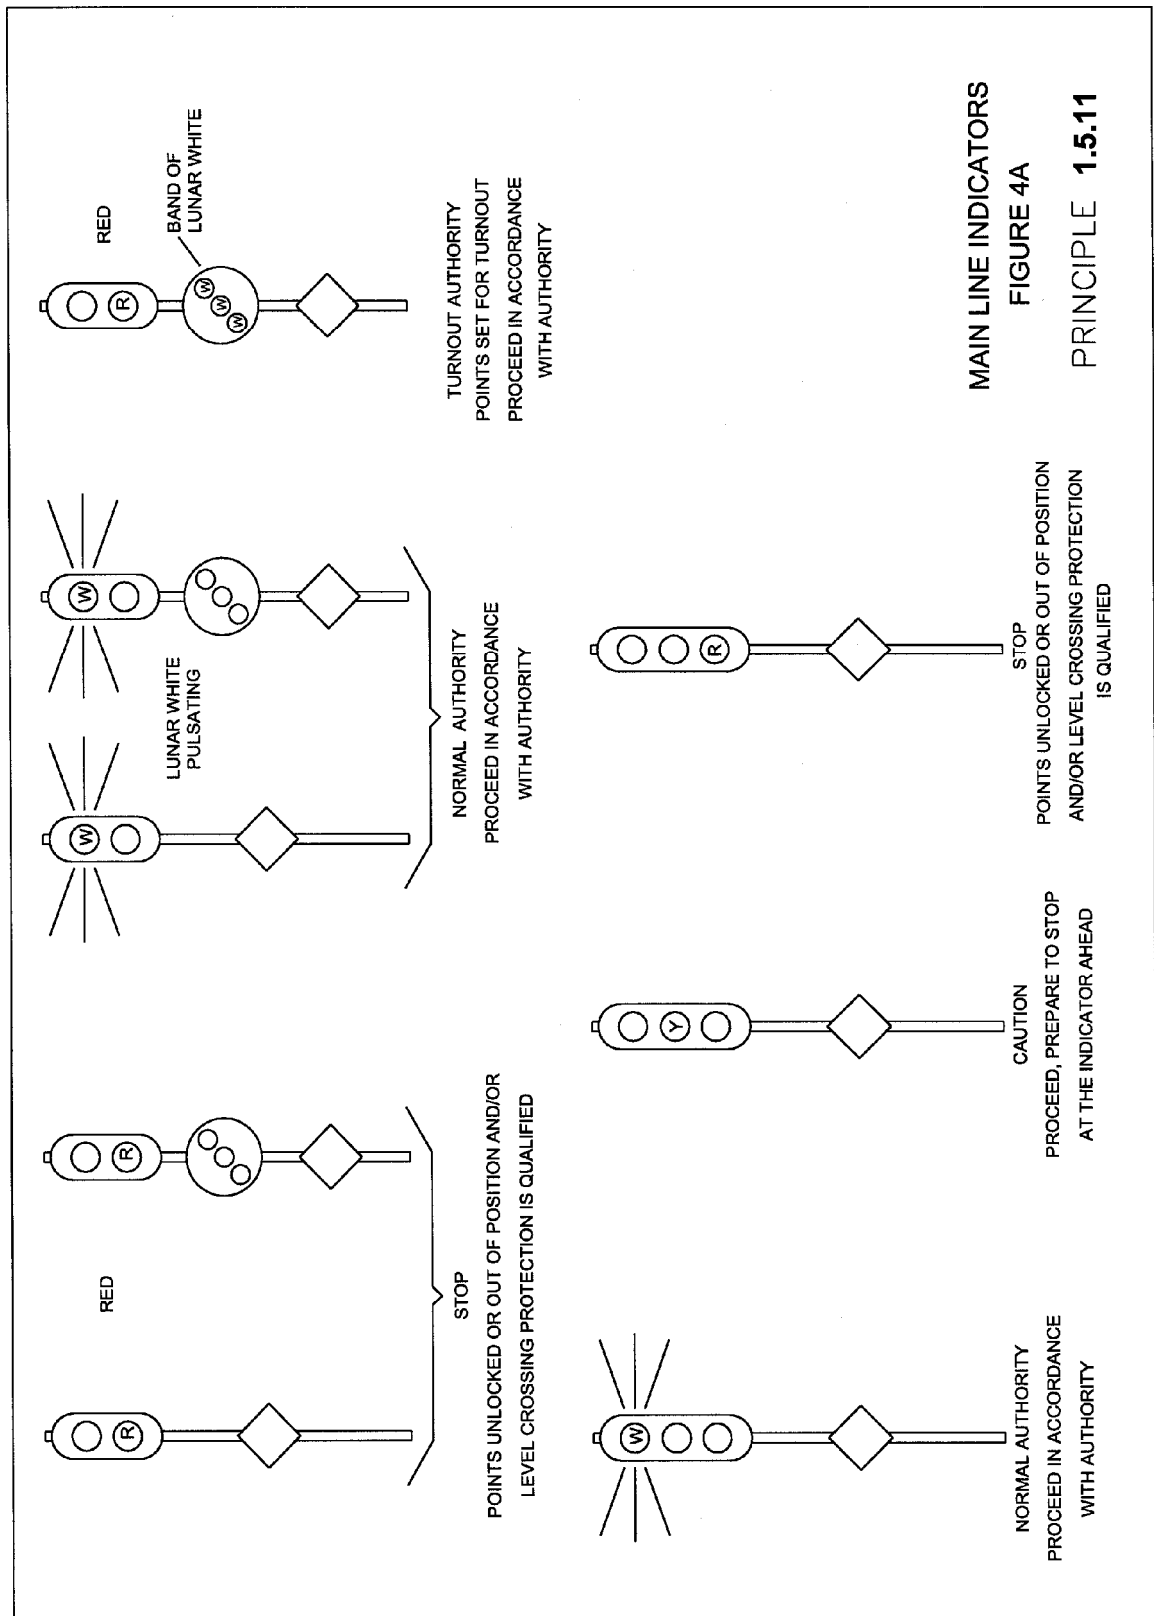 R
RED
R
STOP
POINTS UNLOCKED OR OUT OF POSITION AND/OR
LEVEL CROSSING PROTECTION IS QUALIFIED
W
LUNAR WHITE
PULSATING
W
NORMAL AUTHORITY
PROCEED IN ACCORDANCE
WITH AUTHORITY
R
RED
W
W
W
BAND OF
LUNAR WHITE
TURNOUT AUTHORITY
POINTS SET FOR TURNOUT
PROCEED IN ACCORDANCE
WITH AUTHORITY
W
NORMAL AUTHORITY
PROCEED IN ACCORDANCE
WITH AUTHORITY
Y
CAUTION
PROCEED, PREPARE TO STOP
AT THE INDICATOR AHEAD
R
STOP
POINTS UNLOCKED OR OUT OF POSITION
AND/OR LEVEL CROSSING PROTECTION
IS QUALIFIED
MAIN LINE INDICATORS
FIGURE 4A
PRINCIPLE 1.5.11